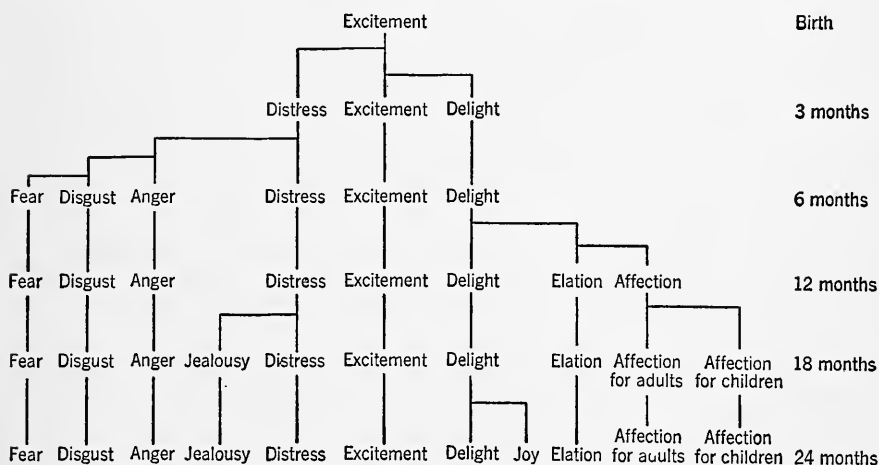 Excitement Birth
Distress Excitement Delight 3 months
Fear Disgust Anger Distress Excitement Delight 6 months
Fear Disgust Anger Distress Excitement Delight Elation Affection 12 months
Fear Disgust Anger Jealousy Distress Excitement Delight Elation Affection for adults Affection for children 18 months
Fear Disgust Anger Jealousy Distress Excitement Delight Joy Elation Affection for adults Affection for children 24 months